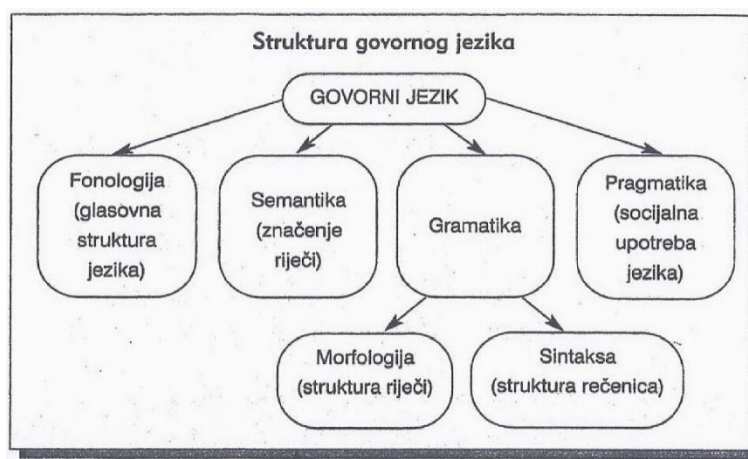 Struktura govornog jezika
GOVORNI JEZIK
Fonologija
(glasovna
struktura
jezika)
Semantika
(značenje
riječi)
Gramatika
Pragmatika
(socijalna
upotreba
jezika)
Morfologija
(struktura riječi)
Sintaksa
(struktura rečenica)